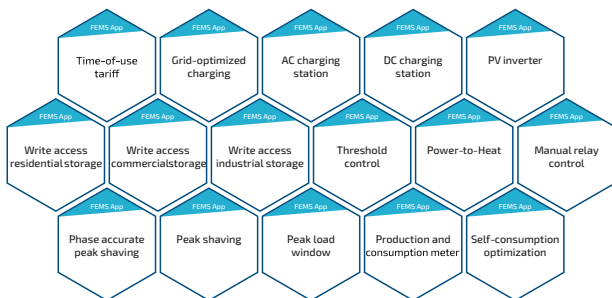 FEMS App
Time-of-use
tariff
FEMS App
Grid-optimized
charging
FEMS App
AC charging
station
FEMS App
DC charging
station
FEMS App
PV inverter
FEMS App
Write access
residential storage
FEMS App
Write access
commercialstorage
FEMS App
Write access
industrial storage
FEMS App
Threshold
control
FEMS App
Power-to-Heat
FEMS App
Manual relay
control
FEMS App
Phase accurate
peak shaving
FEMS App
Peak shaving
FEMS App
Peak load
window
FEMS App
Production and
consumption meter
FEMS App
Self-consumption
optimization